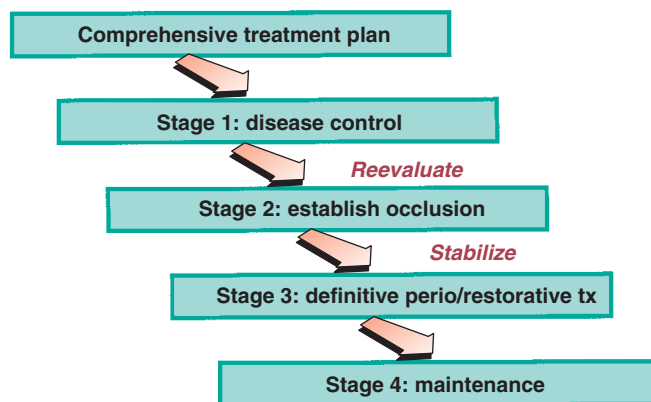 Comprehensive treatment plan
Stage 1: disease control
Reevaluate
Stage 2: establish occlusion
Stabilize
Stage 3: definitive perio/restorative tx
Stage 4: maintenance